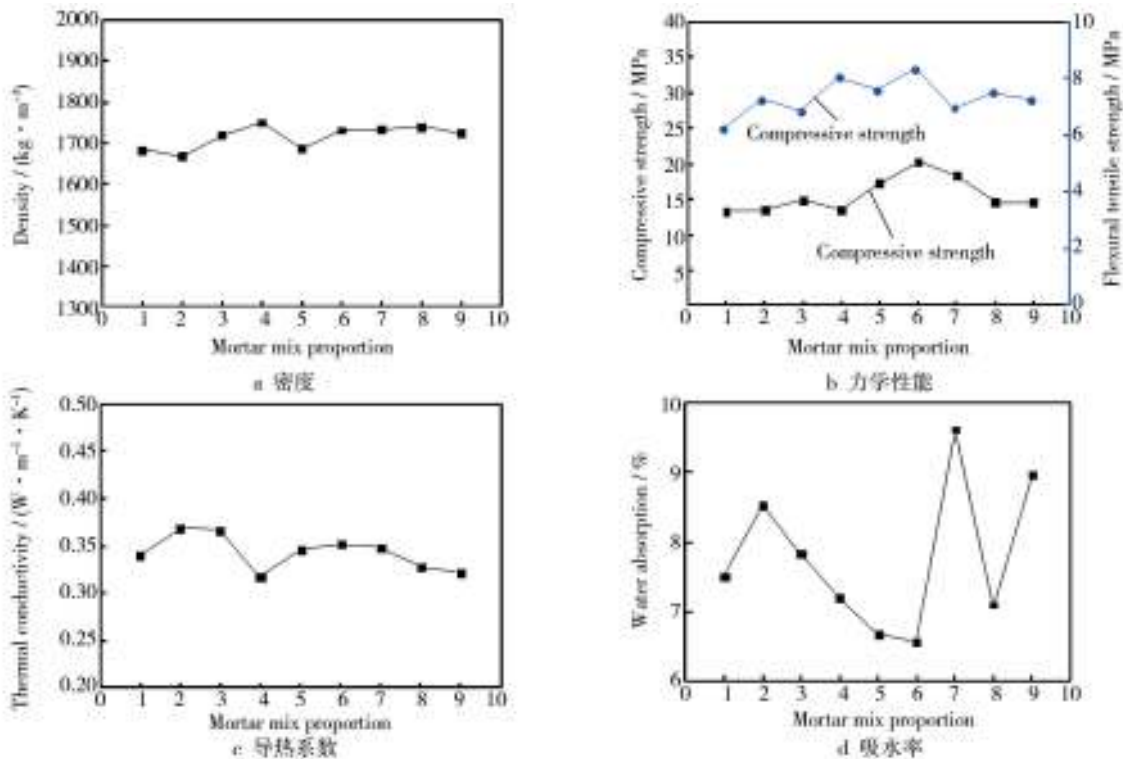 2000
1900
1800
1700
1600
1500
1400
1300
Density / (kg·m⁻³)
0 1 2 3 4 5 6 7 8 9 10
Mortar mix proportion
a 密度
40
35
30
25
20
15
10
5
Compressive strength / MPa
10
8
6
4
2
0
Flexural tensile strength / MPa
Compressive strength
Compressive strength
0 1 2 3 4 5 6 7 8 9 10
Mortar mix proportion
b 力学性能
0.50
0.45
0.40
0.35
0.30
0.25
0.20
Thermal conductivity / (W·m⁻¹·K⁻¹)
0 1 2 3 4 5 6 7 8 9 10
Mortar mix proportion
c 导热系数
10
9
8
7
6
Water absorption / %
0 1 2 3 4 5 6 7 8 9 10
Mortar mix proportion
d 吸水率